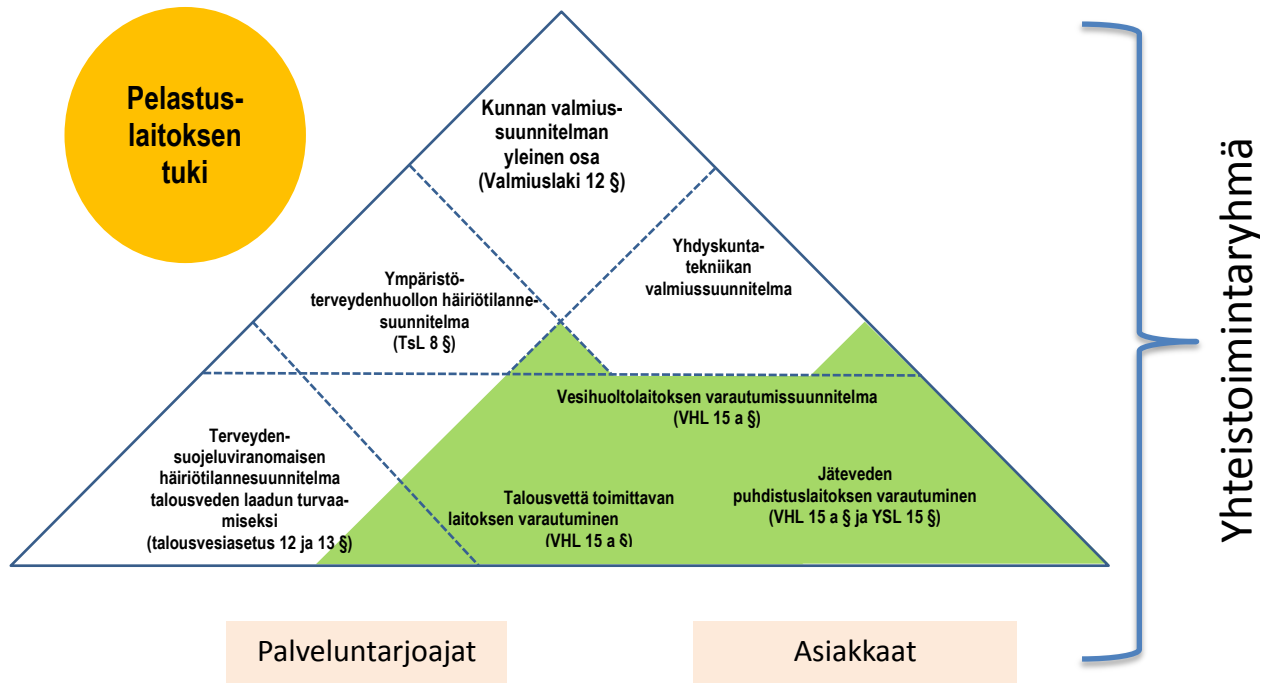 Pelastus-
laitoksen
tuki
Kunnan valmius-
suunnitelman
yleinen osa
(Valmiuslaki 12 §)
Ympäristö-
terveydenhuollon häiriötilanne-
suunnitelma
(TsL 8 §)
Yhdyskunta-
tekniikan
valmiussuunnitelma
Vesihuoltolaitoksen varautumissuunnitelma
(VHL 15 a §)
Terveyden-
suojeluviranomaisen
häiriötilannesuunnitelma
talousveden laadun turvaa-
miseksi
(talousvesiasetus 12 ja 13 §)
Talousvettä toimittavan
laitoksen varautuminen
(VHL 15 a §)
Jäteveden
puhdistuslaitoksen varautuminen
(VHL 15 a § ja YSL 15 §)
Palveluntarjoajat
Asiakkaat
Yhteistoimintaryhmä